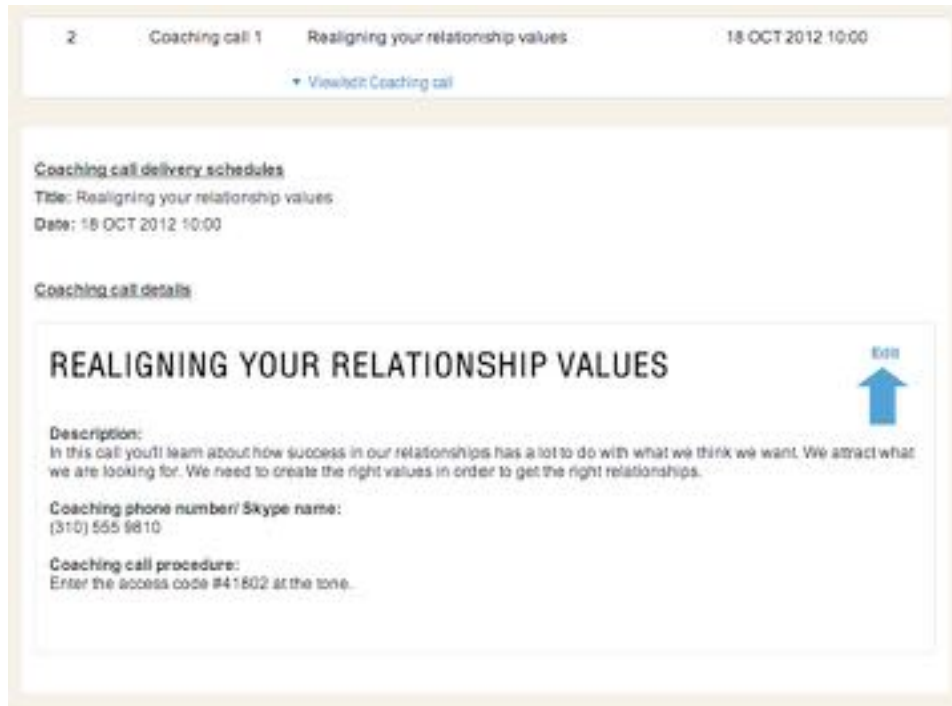 2 Coaching call 1 Realigning your relationship values 18 OCT 2012 10:00
View/edit Coaching call
Coaching call delivery schedules
Title: Realigning your relationship values
Date: 18 OCT 2012 10:00
Coaching call details
REALIGNING YOUR RELATIONSHIP VALUES
Edit
Description:
In this call you'll learn about how success in our relationships has a lot to do with what we think we want. We attract what
we are looking for. We need to create the right values in order to get the right relationships.
Coaching phone number/ Skype name:
(310) 555 9810
Coaching call procedure:
Enter the access code #41802 at the tone.